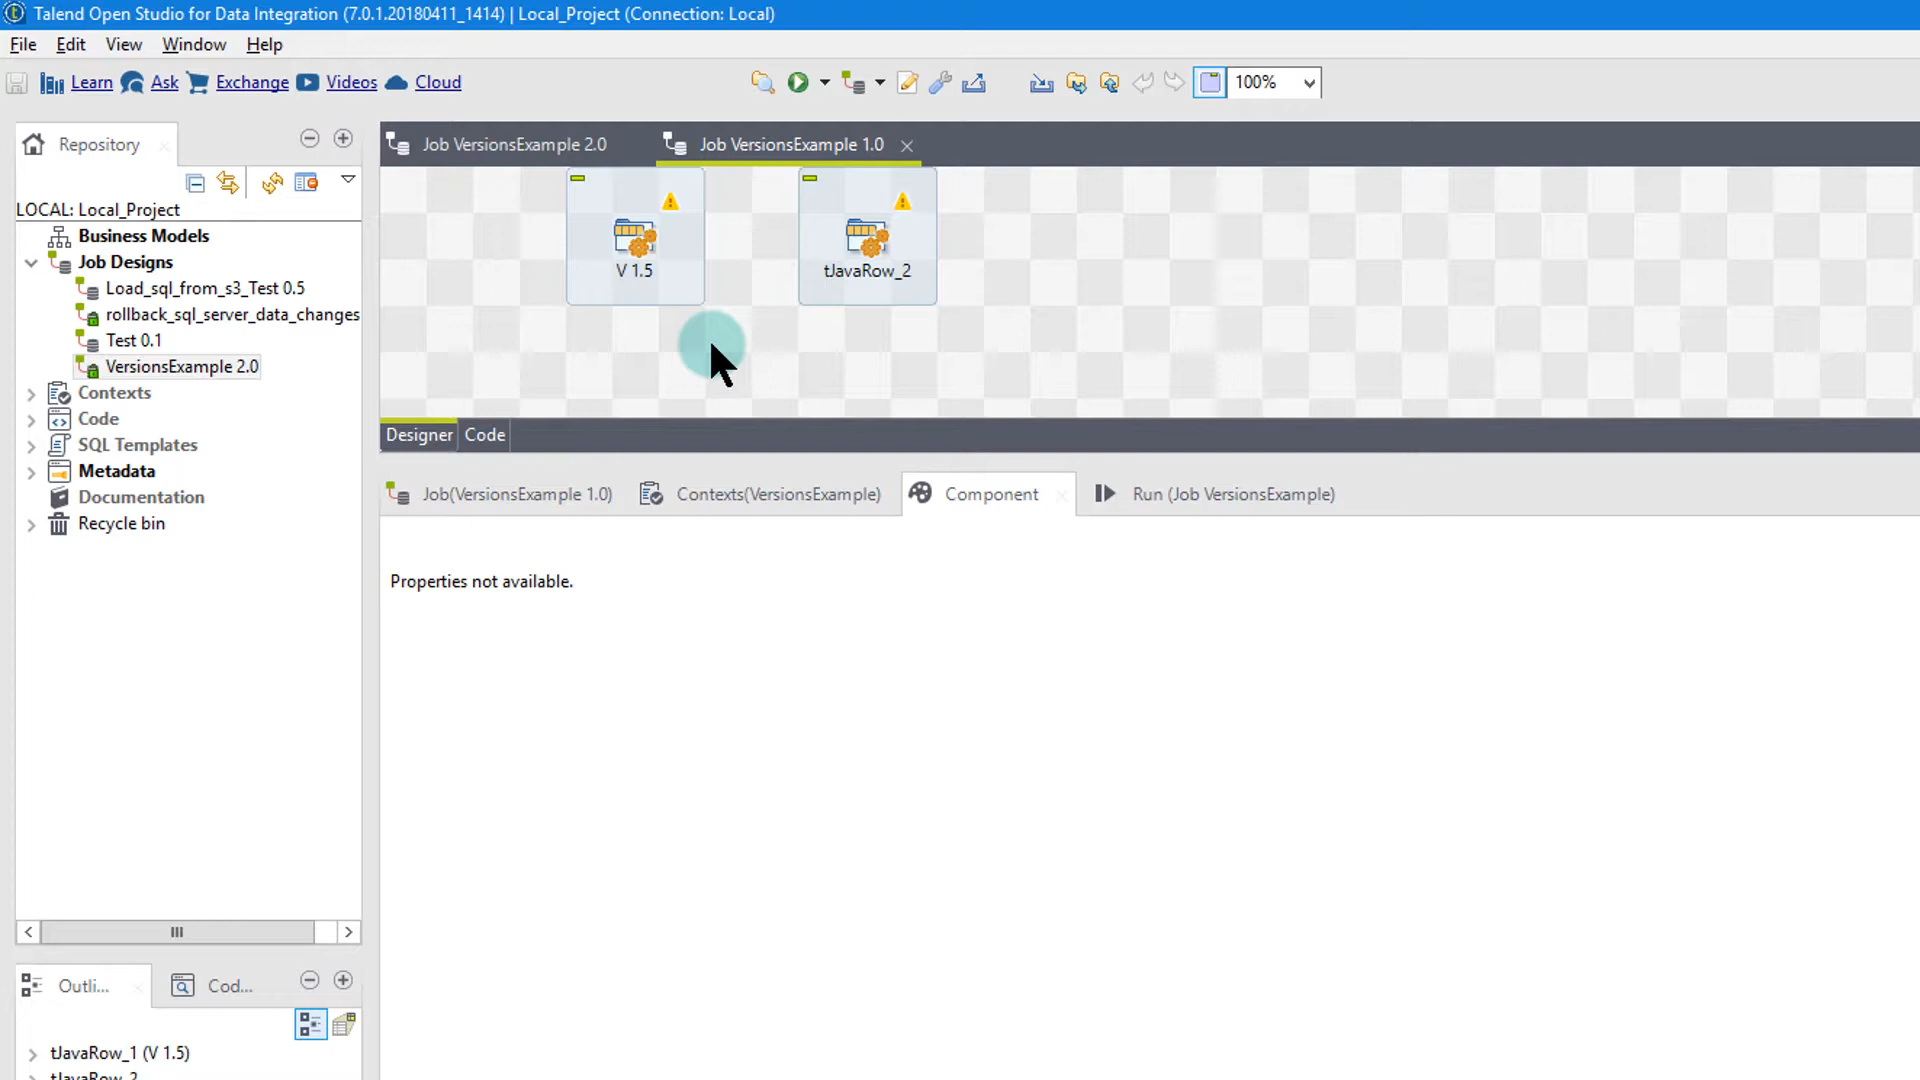 Talend Open Studio for Data Integration (7.0.1.20180411_1414) | Local_Project (Connection: Local)
File Edit View Window Help
Learn Ask Exchange Videos Cloud 100%
Repository
Job VersionsExample 2.0 Job VersionsExample 1.0
LOCAL: Local_Project
Business Models
Job Designs
Load_sql_from_s3_Test 0.5
rollback_sql_server_data_changes
Test 0.1
VersionsExample 2.0
Contexts
Code
SQL Templates
Metadata
Documentation
Recycle bin
V 1.5 tJavaRow_2
Designer Code
Job(VersionsExample 1.0) Contexts(VersionsExample) Component Run (Job VersionsExample)
Properties not available.
Outli... Cod...
tJavaRow_1 (V 1.5)
tJavaRow_2